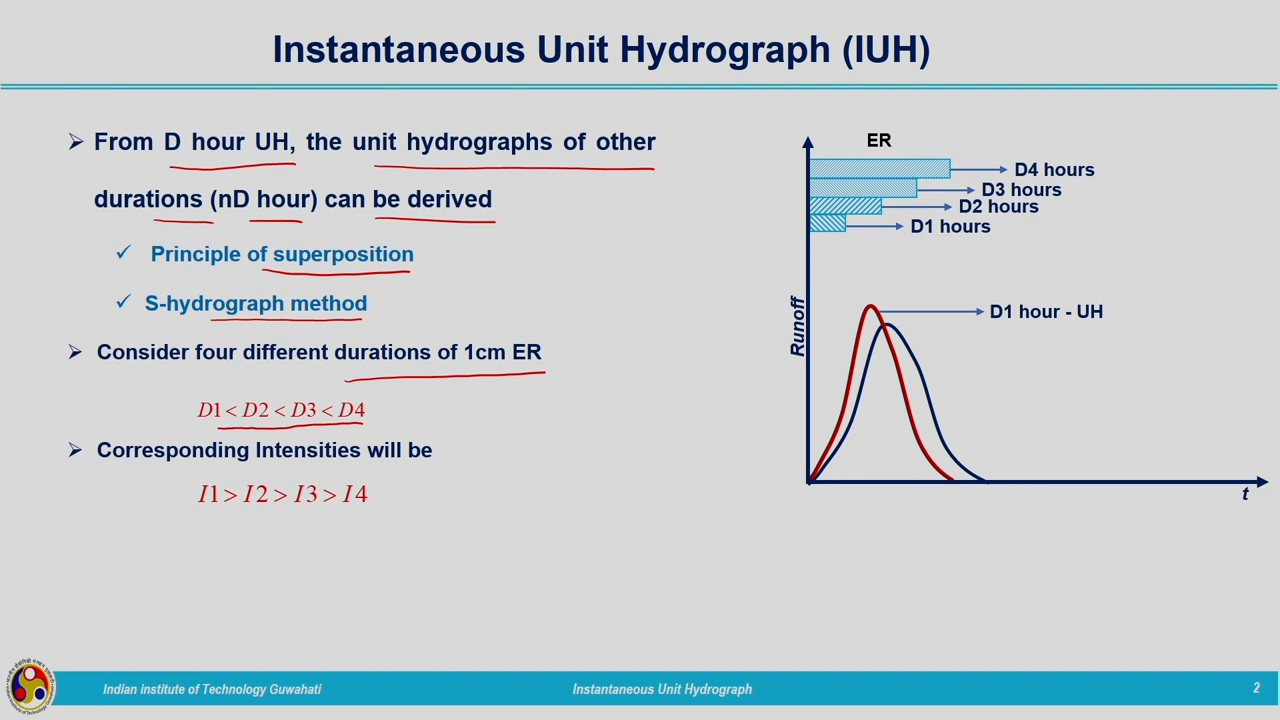 Instantaneous Unit Hydrograph (IUH)
From D hour UH, the unit hydrographs of other
durations (nD hour) can be derived
Principle of superposition
S-hydrograph method
Consider four different durations of 1cm ER
D1 < D2 < D3 < D4
Corresponding Intensities will be
I1 > I2 > I3 > I4
ER
D4 hours
D3 hours
D2 hours
D1 hours
Runoff
D1 hour - UH
t
Indian institute of Technology Guwahati
Instantaneous Unit Hydrograph
2